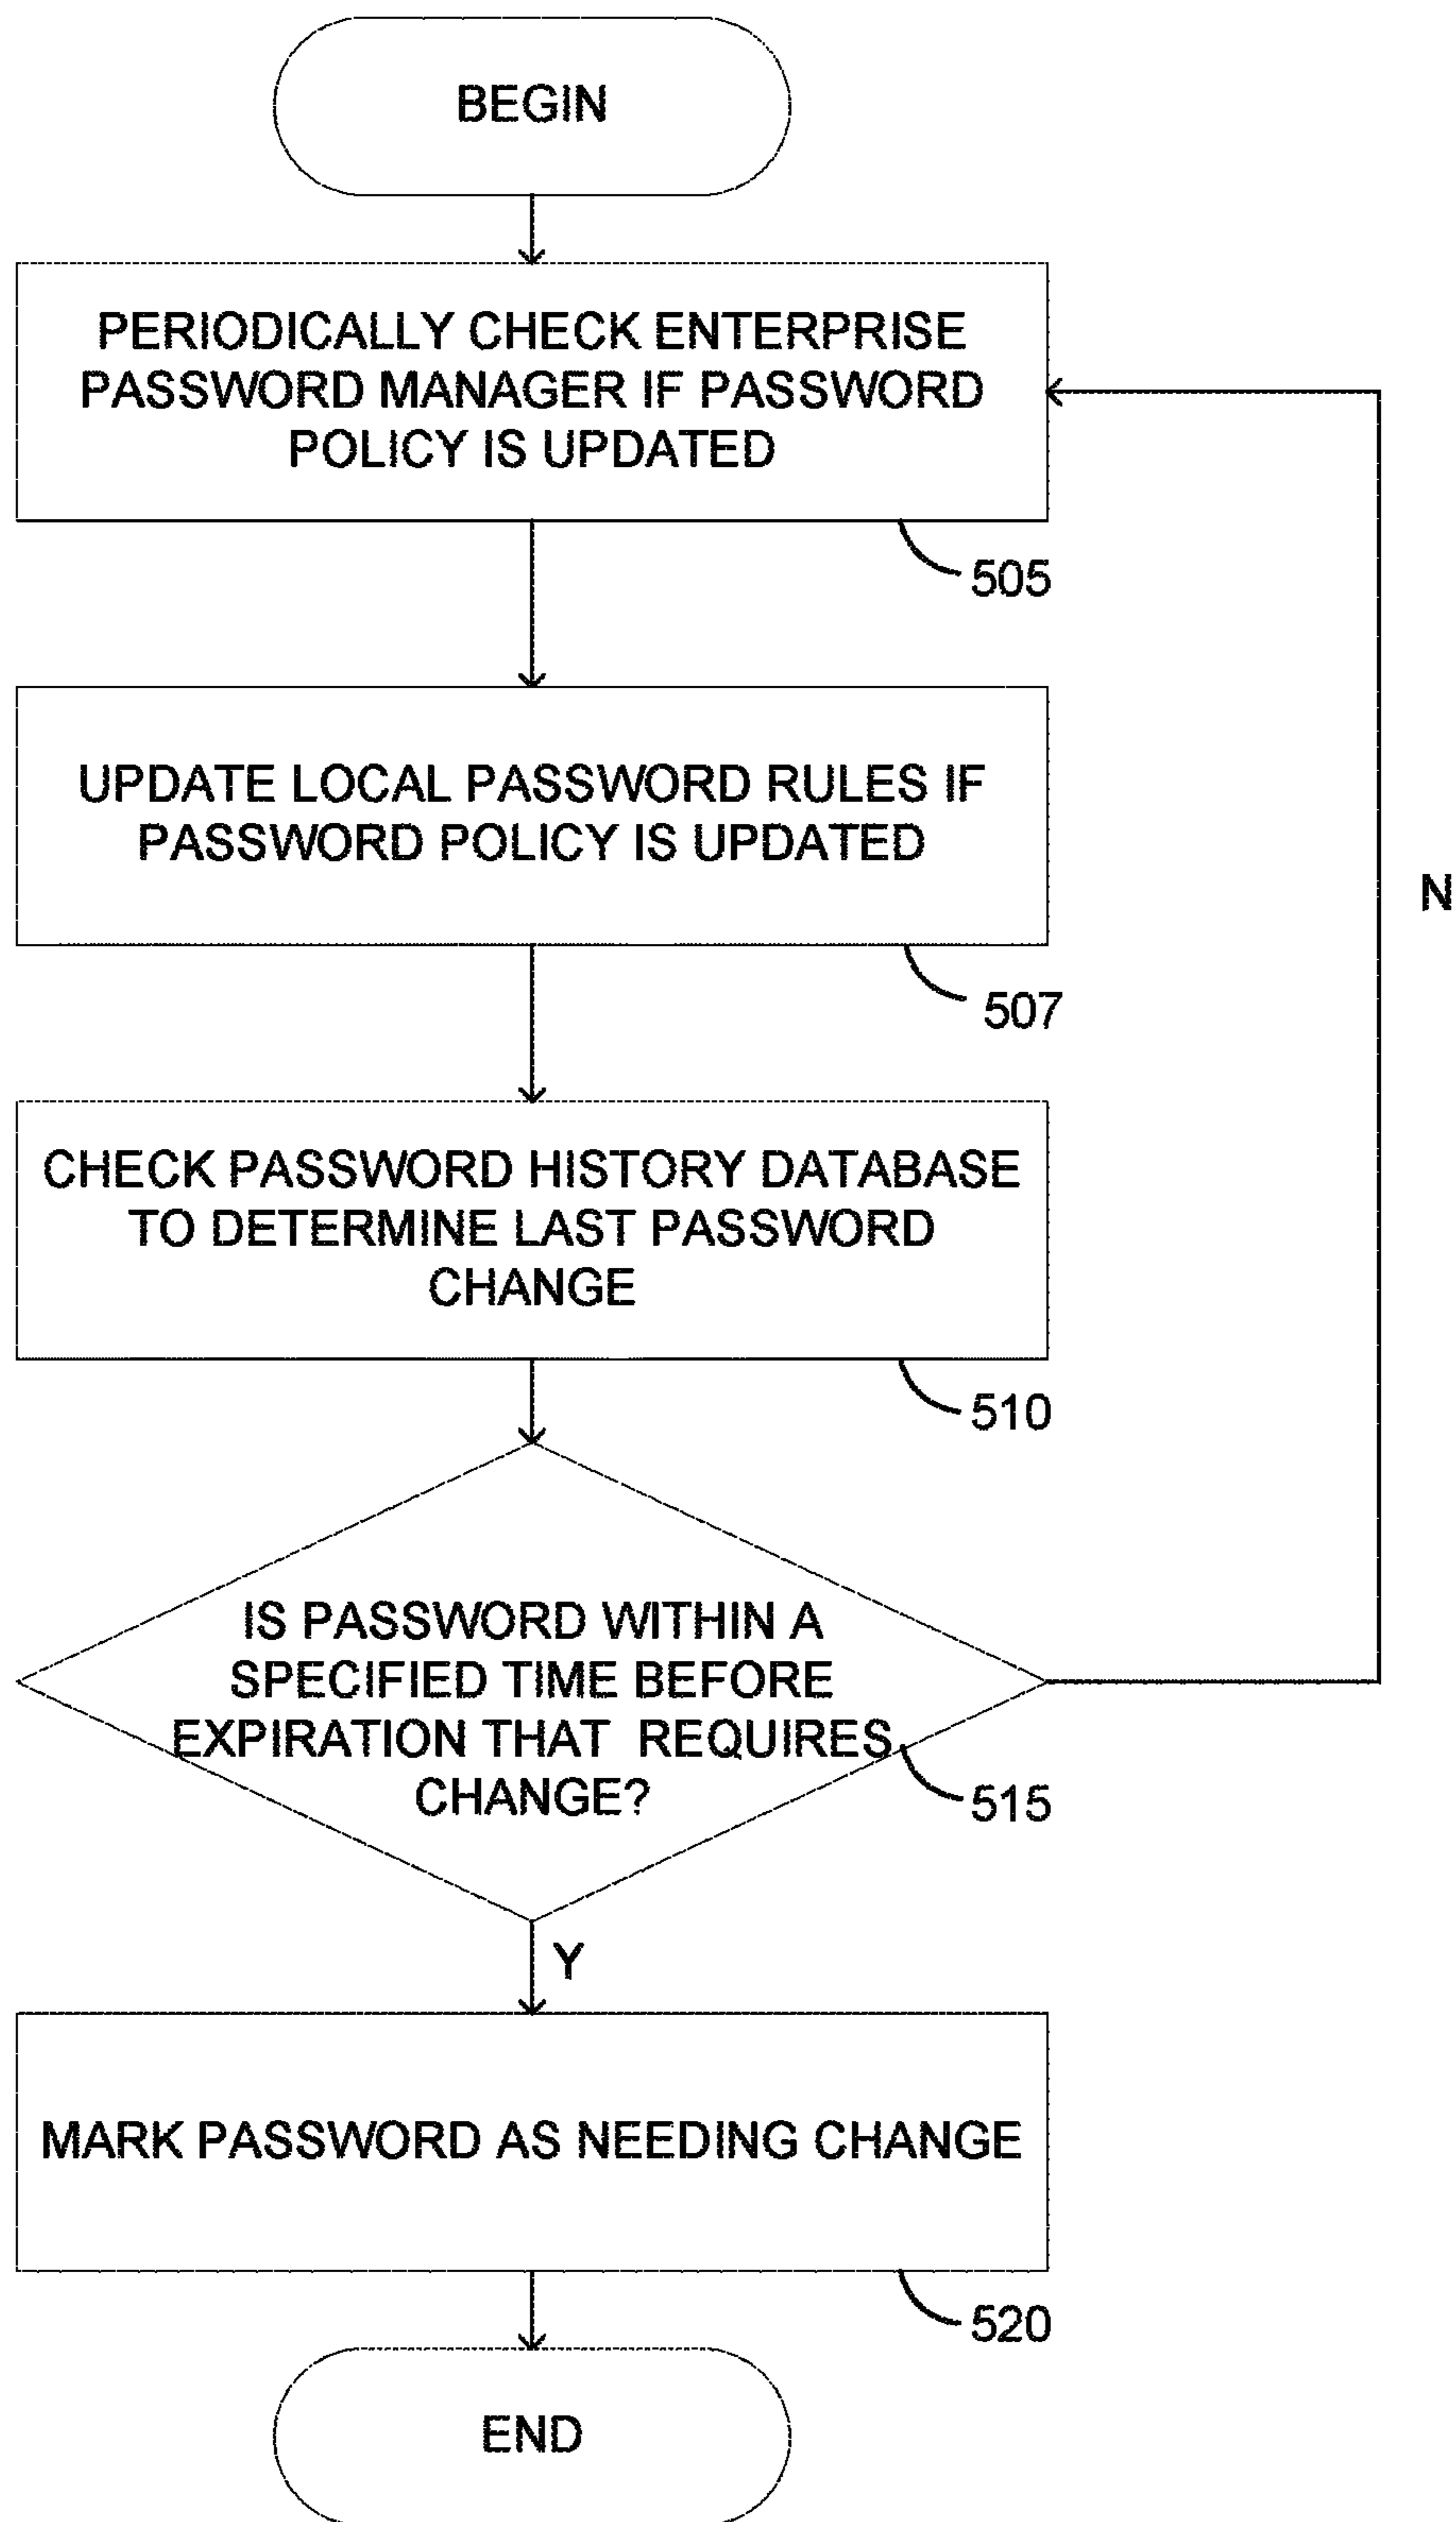 BEGIN
PERIODICALLY CHECK ENTERPRISE
PASSWORD MANAGER IF PASSWORD
POLICY IS UPDATED
505
UPDATE LOCAL PASSWORD RULES IF
PASSWORD POLICY IS UPDATED
N
507
CHECK PASSWORD HISTORY DATABASE
TO DETERMINE LAST PASSWORD
CHANGE
510
IS PASSWORD WITHIN A
SPECIFIED TIME BEFORE
EXPIRATION THAT REQUIRES
CHANGE?
515
Y
MARK PASSWORD AS NEEDING CHANGE
520
END